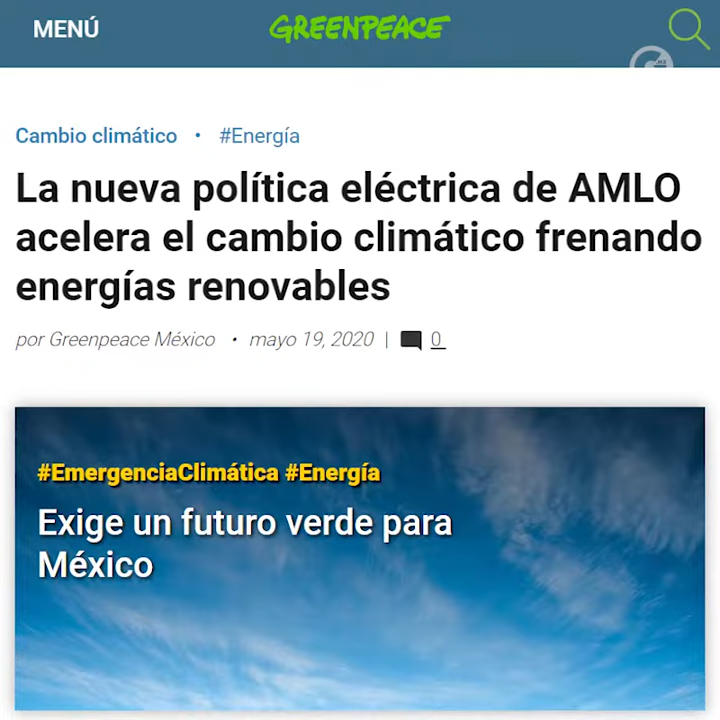 MENÚ
GREENPEACE
Cambio climático • #Energía
La nueva política eléctrica de AMLO
acelera el cambio climático frenando
energías renovables
por Greenpeace México • mayo 19, 2020 | 0
#EmergenciaClimática #Energía
Exige un futuro verde para
México